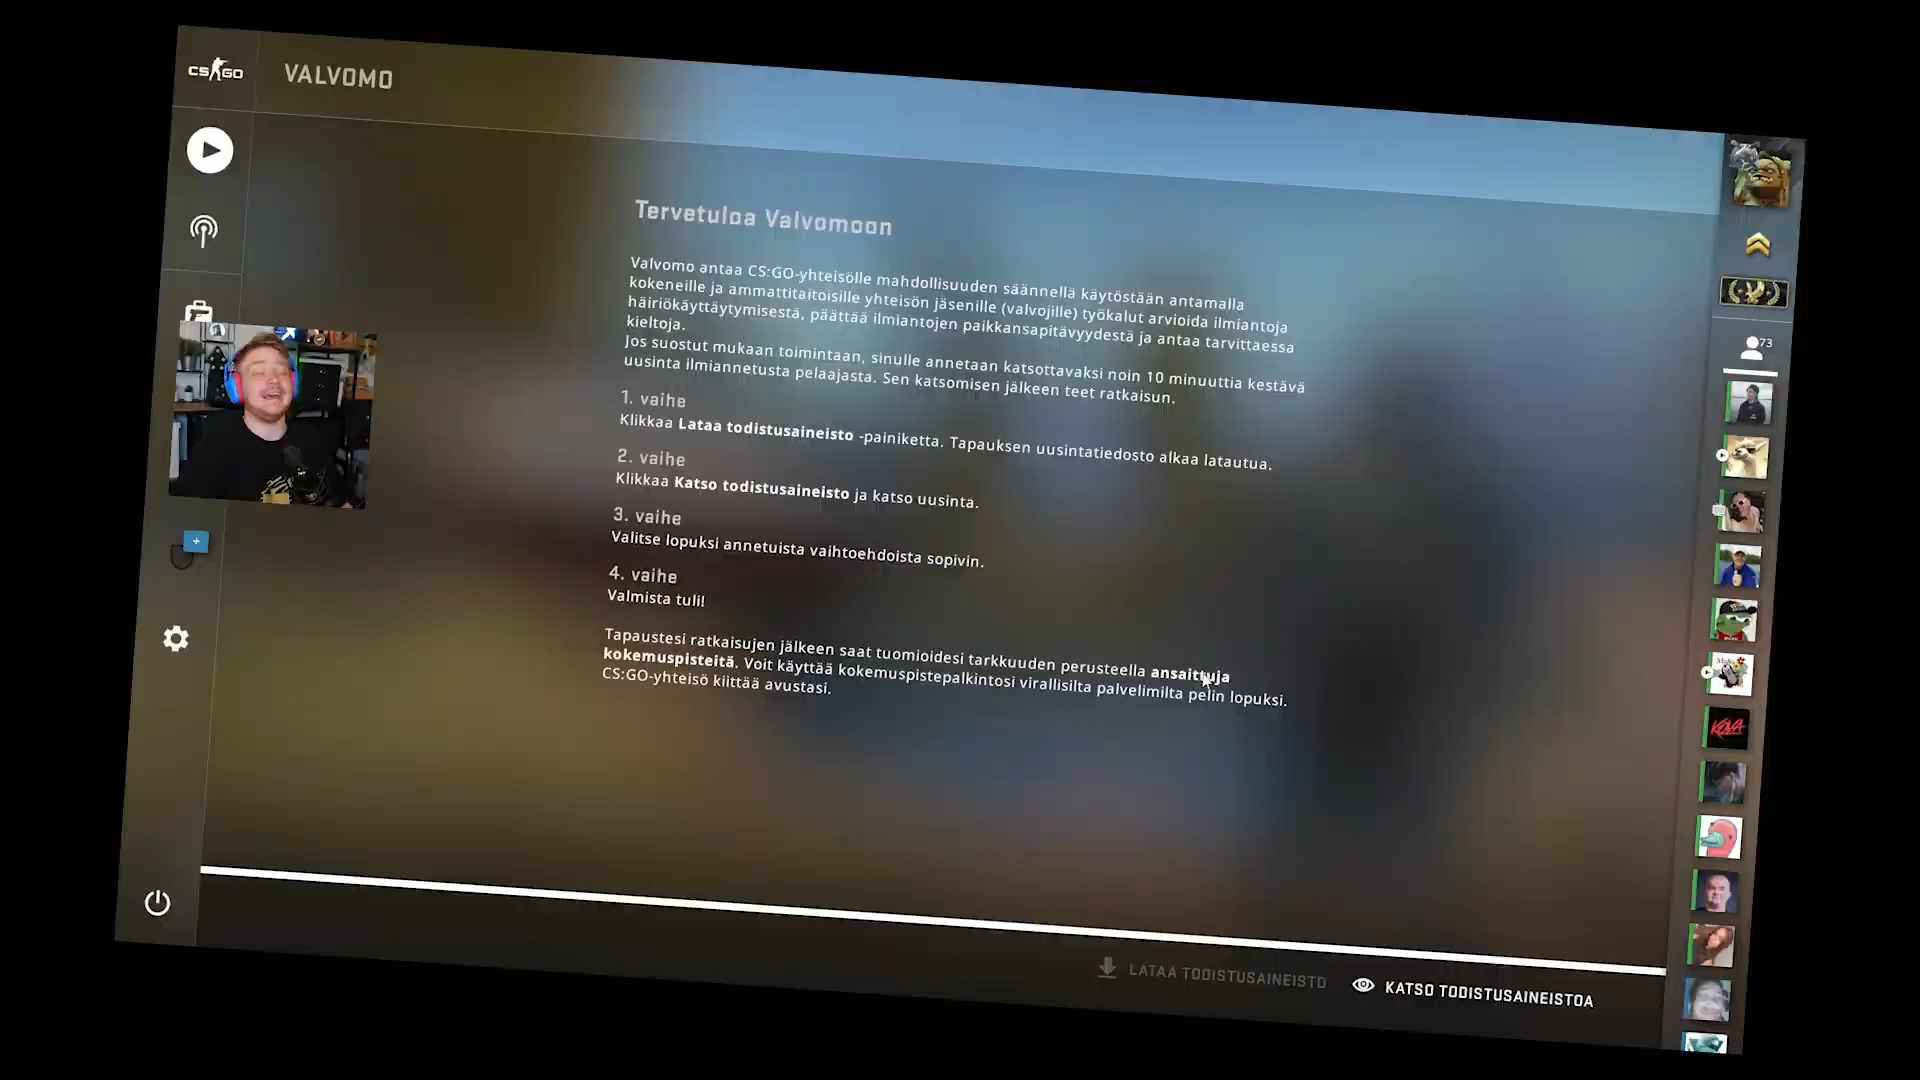 CS GO
VALVOMO
Tervetuloa Valvomoon
Valvomo antaa CS:GO-yhteisölle mahdollisuuden säännellä käytöstään antamalla
kokeneille ja ammattitaitoisille yhteisön jäsenille (valvojille) työkalut arvioida ilmiantoja
häiriökäyttäytymisestä, päättää ilmiantojen paikkansapitävyydestä ja antaa tarvittaessa
kieltoja.
Jos suostut mukaan toimintaan, sinulle annetaan katsottavaksi noin 10 minuuttia kestävä
uusinta ilmiannetusta pelaajasta. Sen katsomisen jälkeen teet ratkaisun.
1. vaihe
Klikkaa Lataa todistusaineisto -painiketta. Tapauksen uusintatiedosto alkaa latautua.
2. vaihe
Klikkaa Katso todistusaineisto ja katso uusinta.
3. vaihe
Valitse lopuksi annetuista vaihtoehdoista sopivin.
4. vaihe
Valmista tuli!
Tapaustesi ratkaisujen jälkeen saat tuomioidesi tarkkuuden perusteella ansaittuja
kokemuspisteitä. Voit käyttää kokemuspistepalkintosi virallisilta palvelimilta pelin lopuksi.
CS:GO-yhteisö kiittää avustasi.
LATAA TODISTUSAINEISTO
KATSO TODISTUSAINEISTOA
73
KOVA